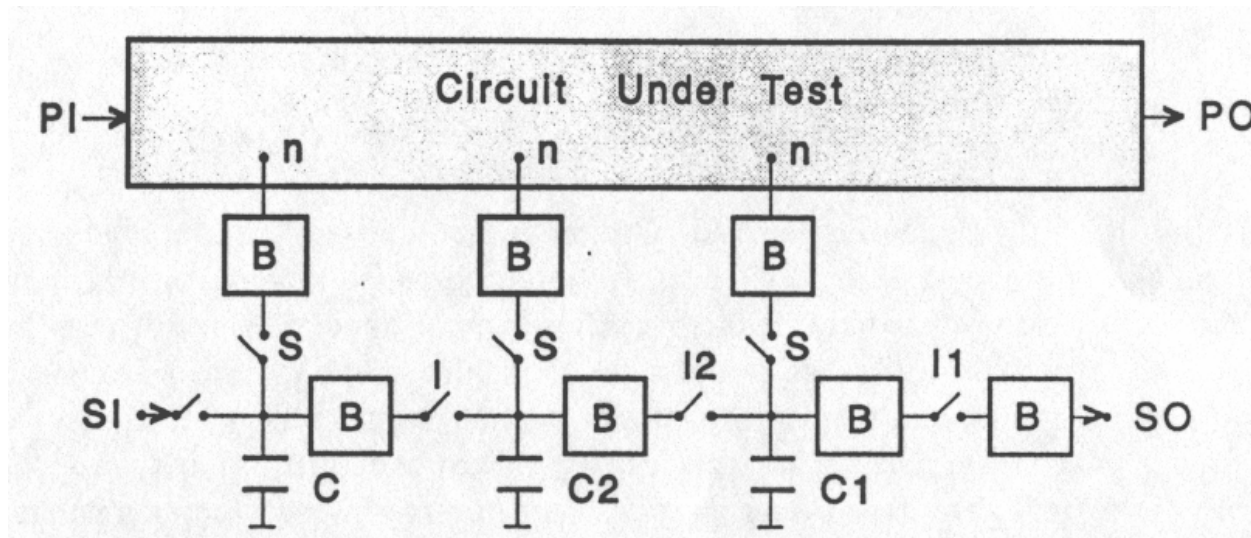 Circuit Under Test
PI
PO
n n n
B B B
S S S
I I2 I1
SI B B B B SO
C C2 C1